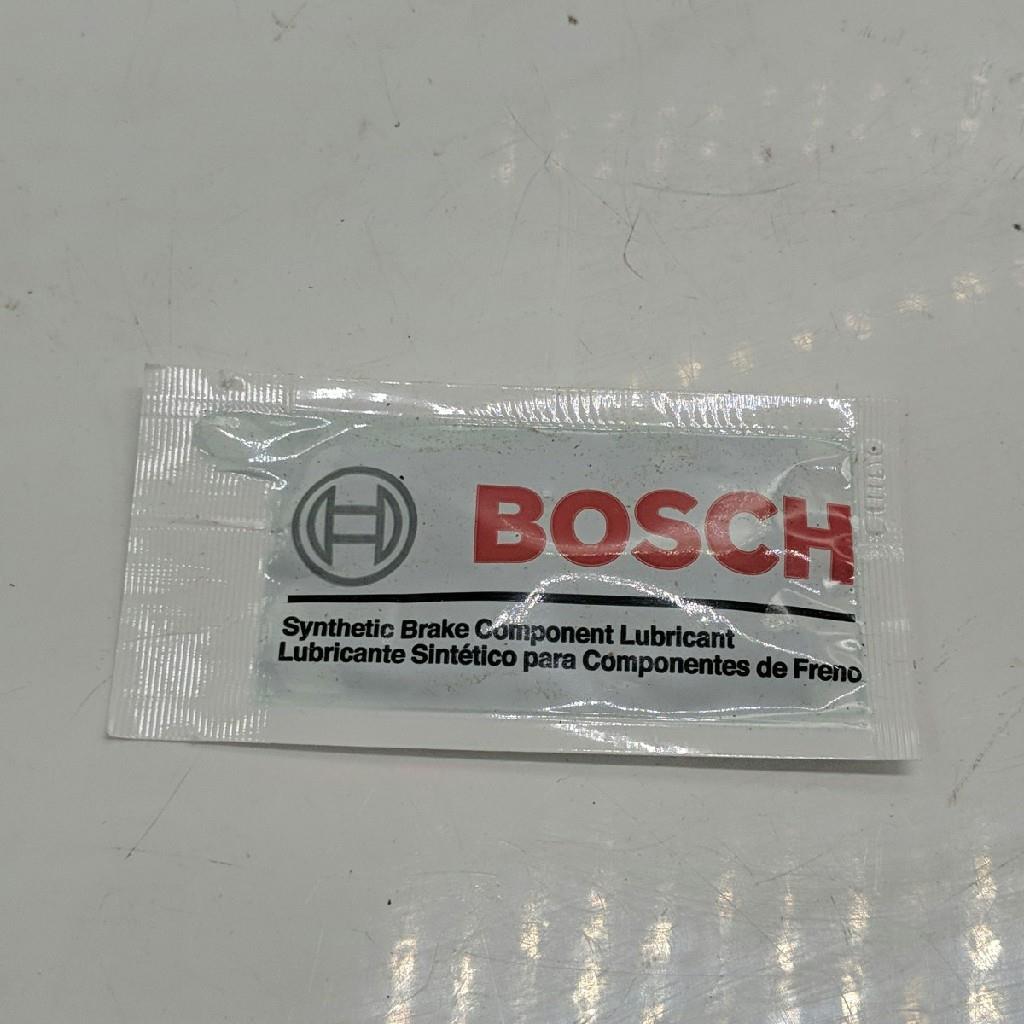 BOSCH
Synthetic Brake Component Lubricant
Lubricante Sintético para Componentes de Freno